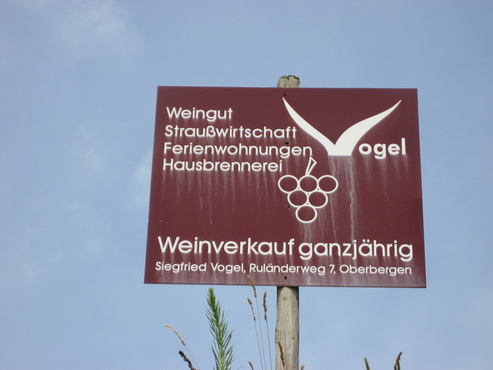 Weingut
Straußwirtschaft
Ferienwohnungen
Hausbrennerei
Vogel
Weinverkauf ganzjährig
Siegfried Vogel, Ruländerweg 7, Oberbergen